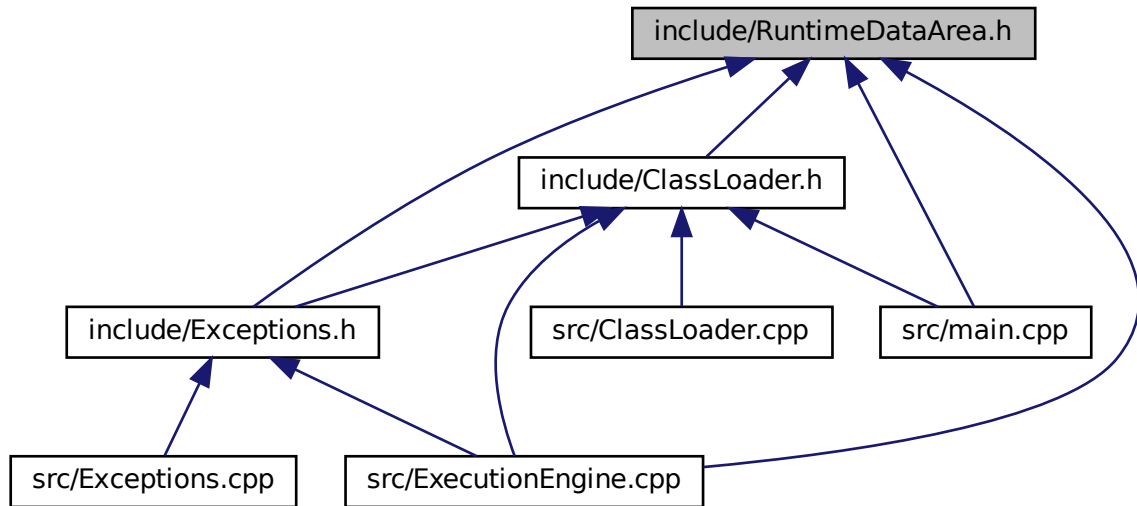 include/RuntimeDataArea.h
include/ClassLoader.h
include/Exceptions.h
src/ClassLoader.cpp
src/main.cpp
src/Exceptions.cpp
src/ExecutionEngine.cpp